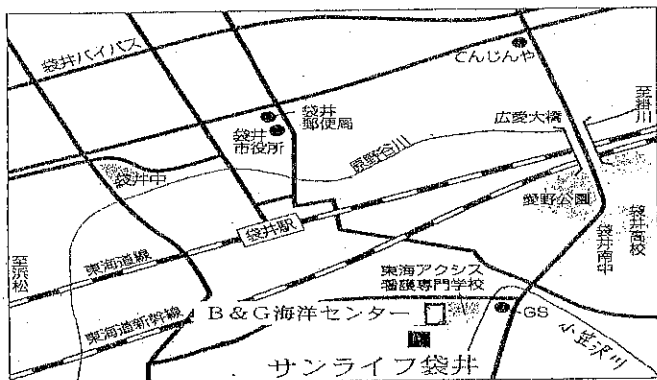 袋井バイパス
てんじんや
袋井
郵便局
袋井
市役所
広愛大橋
至掛川
原野谷川
袋井中
愛野公園
袋井高校
袋井南中
袋井駅
至浜松
東海道線
東海アクシス
看護専門学校
東海道新幹線
B&G海洋センター
GS
小笠沢川
サンライフ袋井